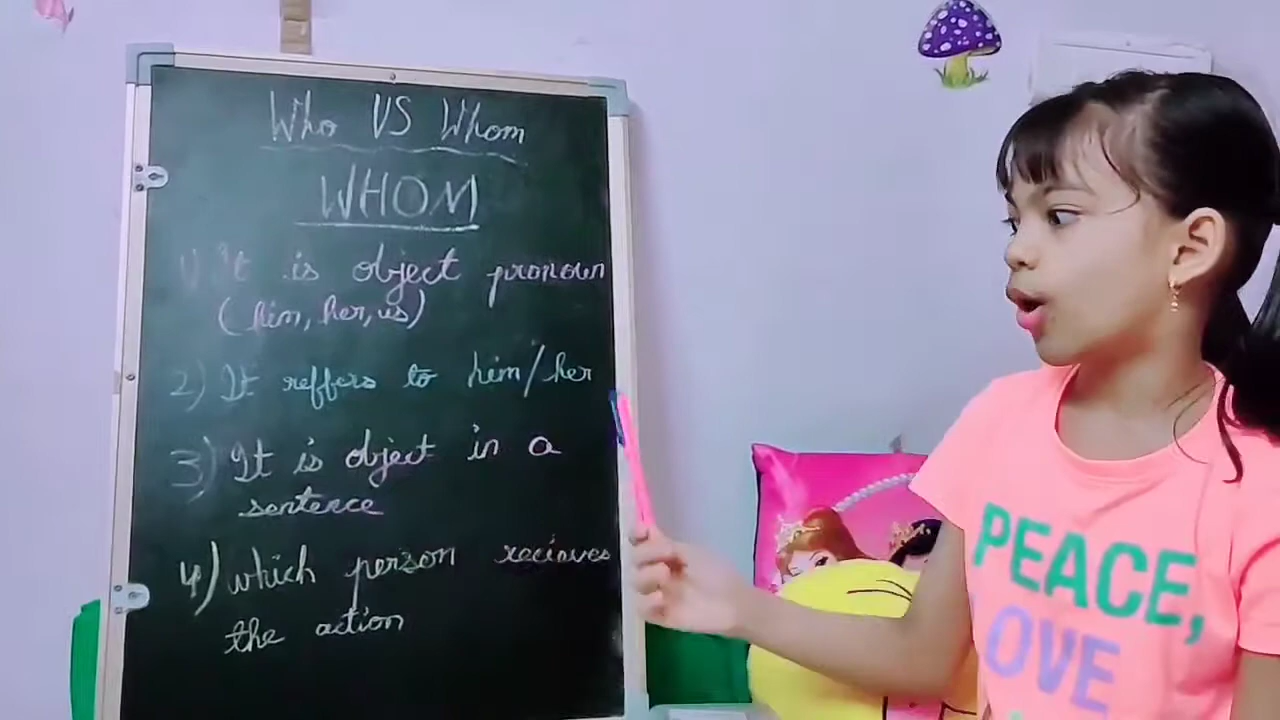 Who VS Whom
WHOM
1) It is object pronoun
(him, her, us)
2) It reffers to him/her
3) It is object in a
sentence
4) which person recieves
the action
PEACE,
LOVE